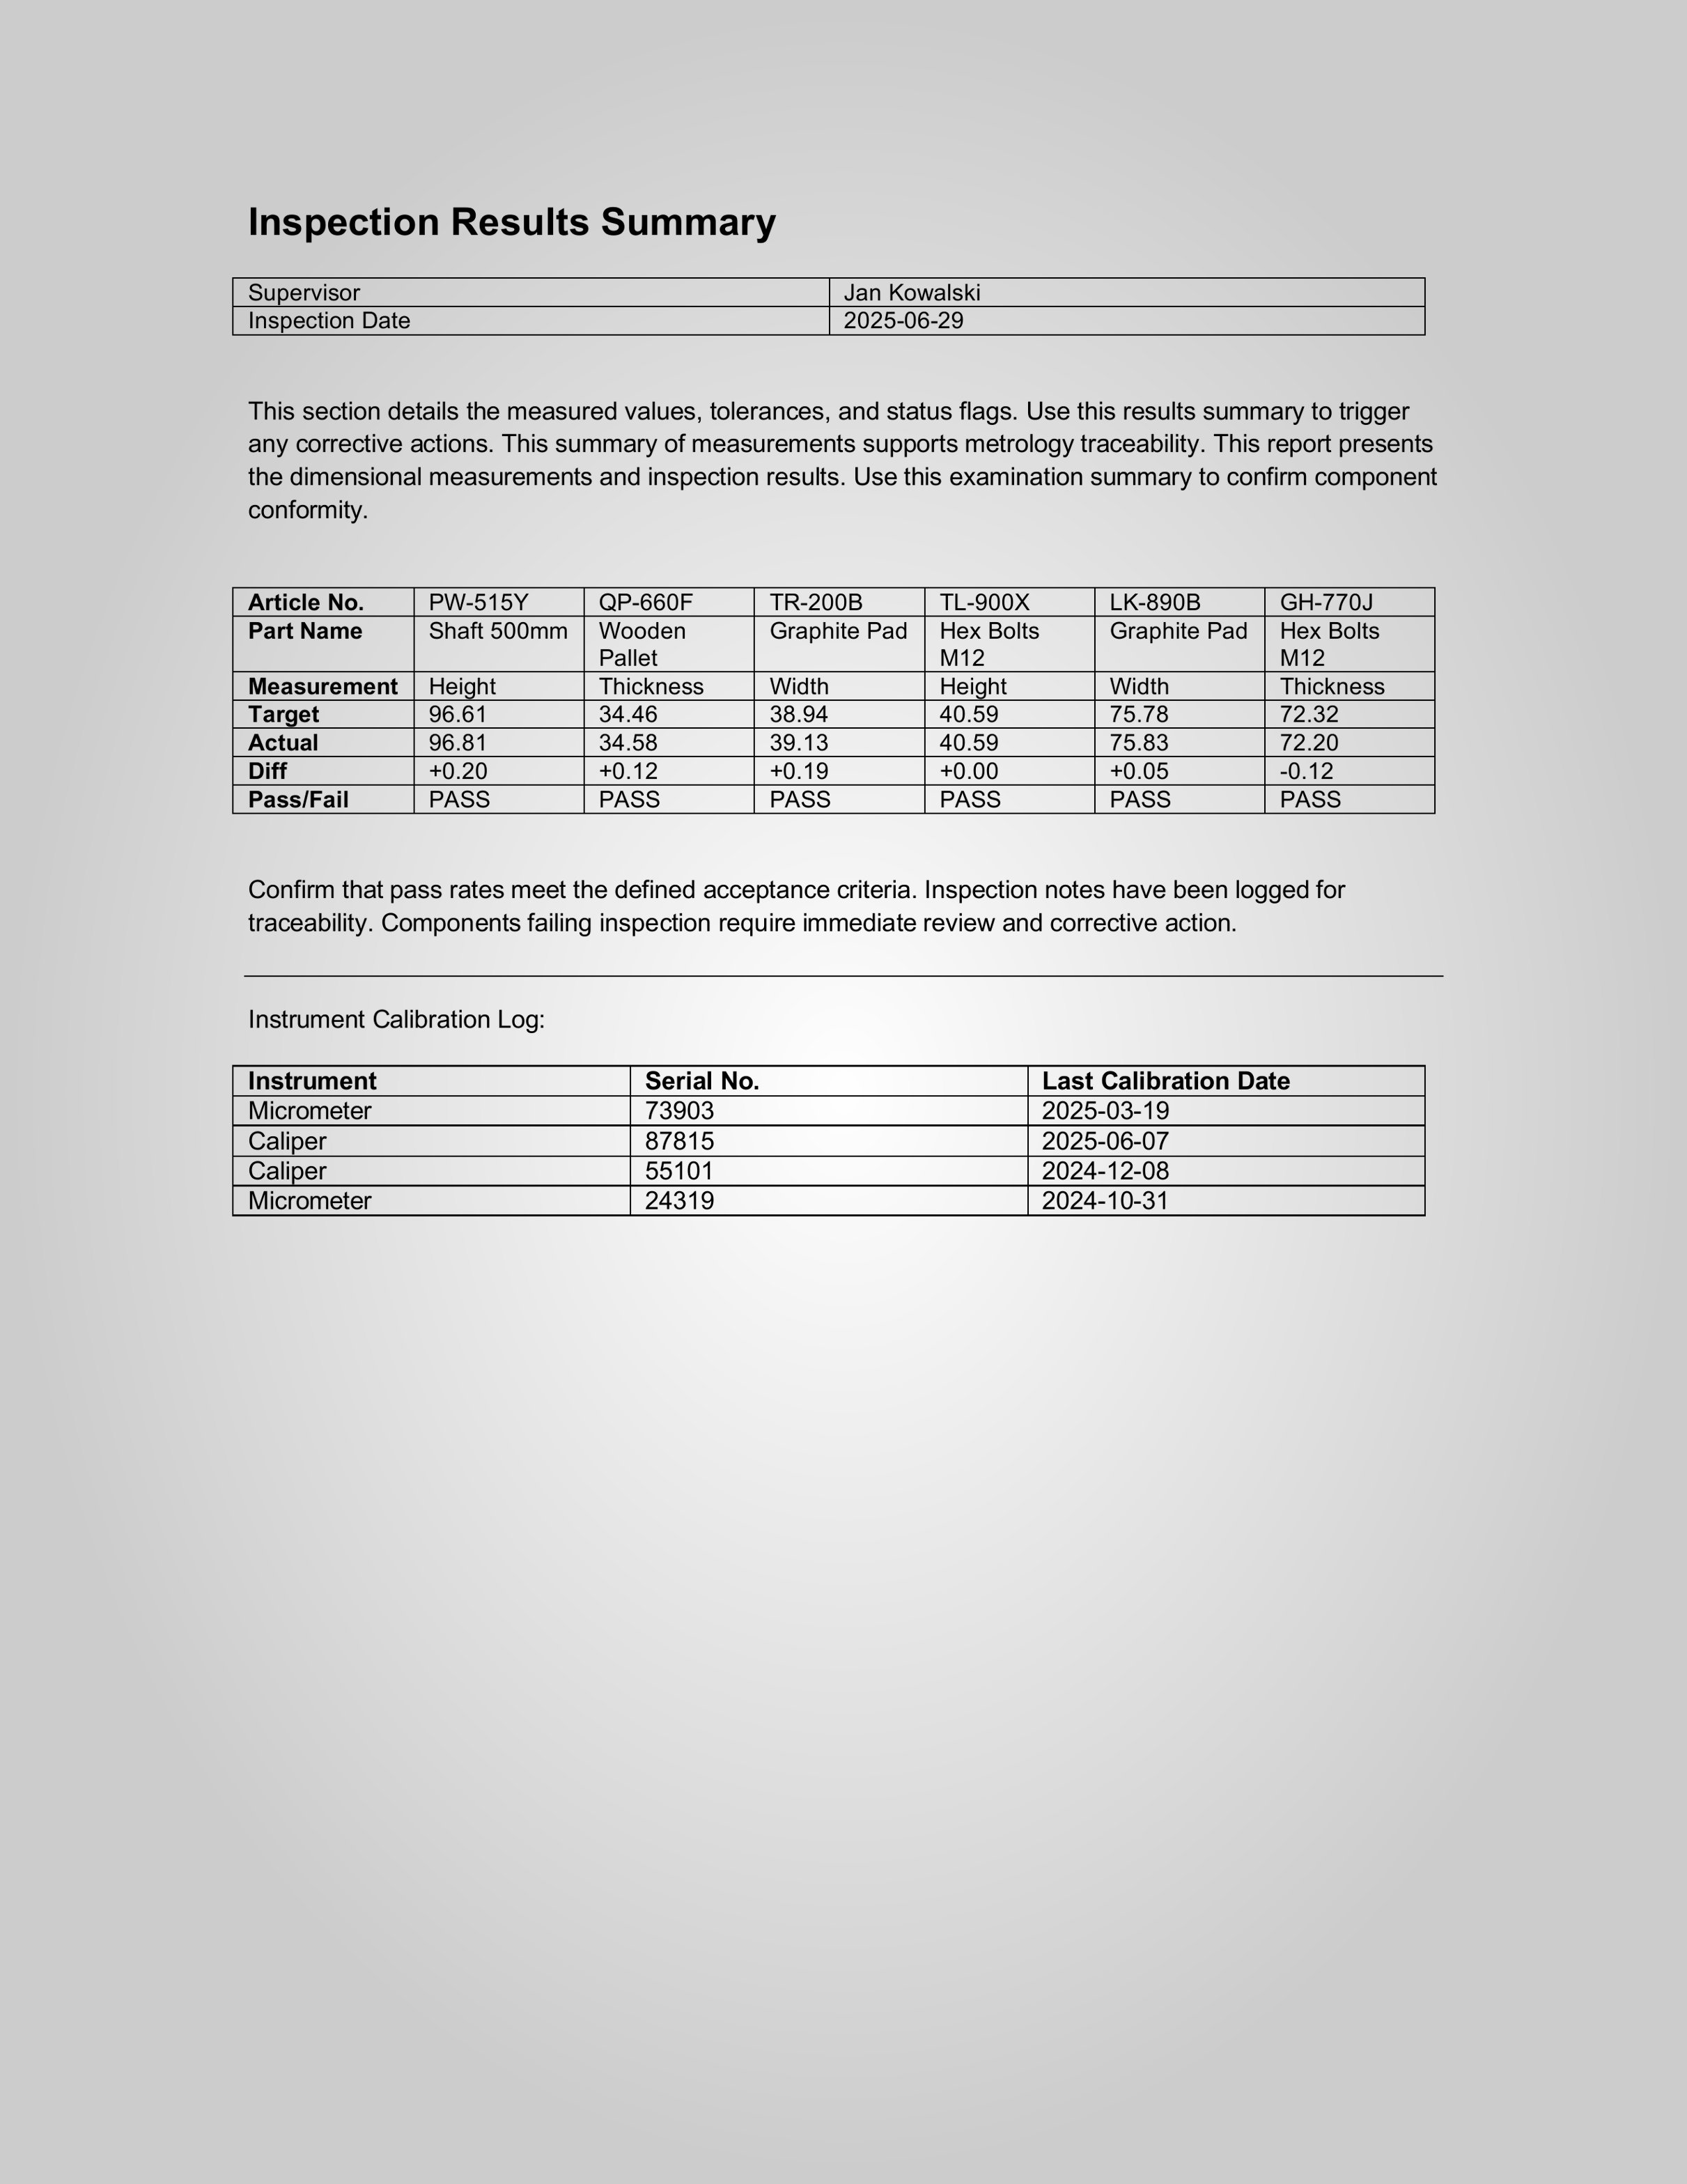 Inspection Results Summary
Supervisor Jan Kowalski
Inspection Date 2025-06-29
This section details the measured values, tolerances, and status flags. Use this results summary to trigger
any corrective actions. This summary of measurements supports metrology traceability. This report presents
the dimensional measurements and inspection results. Use this examination summary to confirm component
conformity.
Article No. PW-515Y QP-660F TR-200B TL-900X LK-890B GH-770J
Part Name Shaft 500mm Wooden Graphite Pad Hex Bolts Graphite Pad Hex Bolts
Pallet M12 M12
Measurement Height Thickness Width Height Width Thickness
Target 96.61 34.46 38.94 40.59 75.78 72.32
Actual 96.81 34.58 39.13 40.59 75.83 72.20
Diff +0.20 +0.12 +0.19 +0.00 +0.05 -0.12
Pass/Fail PASS PASS PASS PASS PASS PASS
Confirm that pass rates meet the defined acceptance criteria. Inspection notes have been logged for
traceability. Components failing inspection require immediate review and corrective action.
Instrument Calibration Log:
Instrument Serial No. Last Calibration Date
Micrometer 73903 2025-03-19
Caliper 87815 2025-06-07
Caliper 55101 2024-12-08
Micrometer 24319 2024-10-31